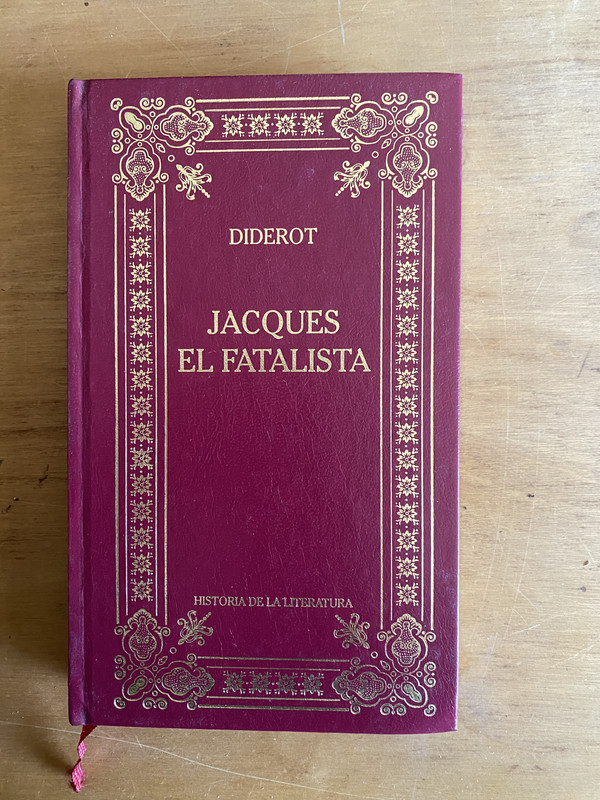 DIDEROT
JACQUES
EL FATALISTA
HISTORIA DE LA LITERATURA